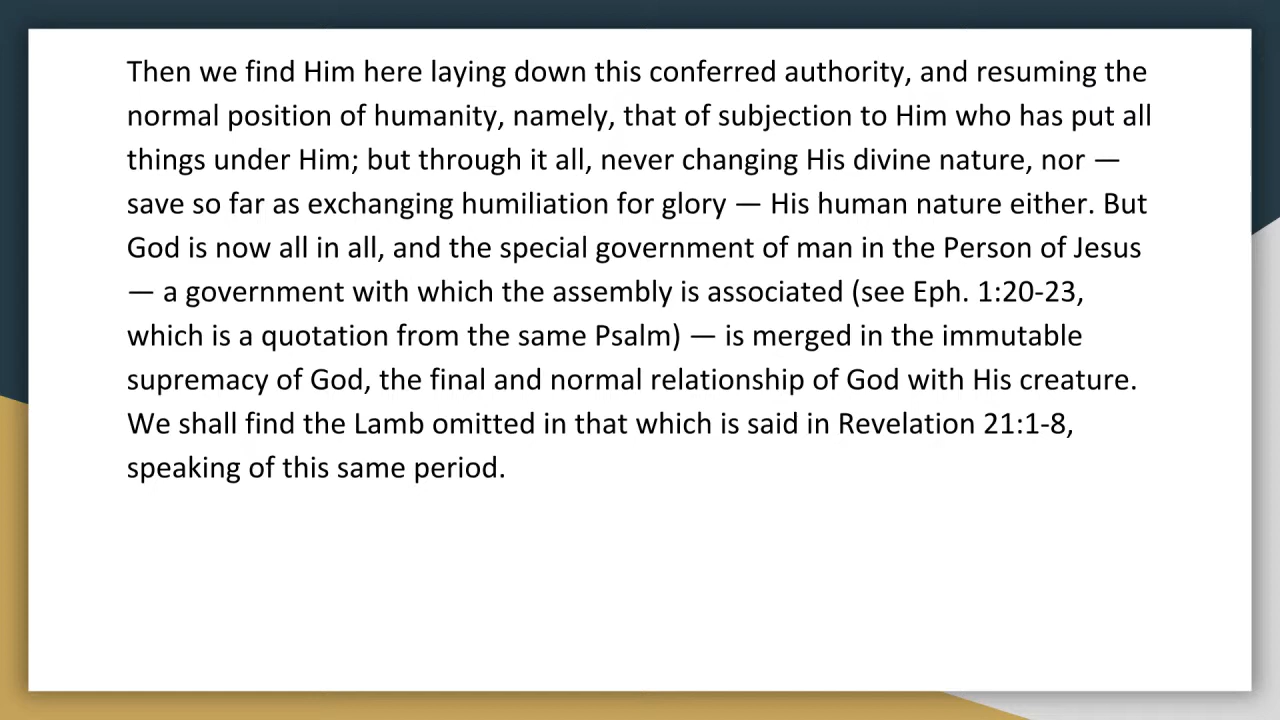 Then we find Him here laying down this conferred authority, and resuming the
normal position of humanity, namely, that of subjection to Him who has put all
things under Him; but through it all, never changing His divine nature, nor —
save so far as exchanging humiliation for glory — His human nature either. But
God is now all in all, and the special government of man in the Person of Jesus
— a government with which the assembly is associated (see Eph. 1:20-23,
which is a quotation from the same Psalm) — is merged in the immutable
supremacy of God, the final and normal relationship of God with His creature.
We shall find the Lamb omitted in that which is said in Revelation 21:1-8,
speaking of this same period.